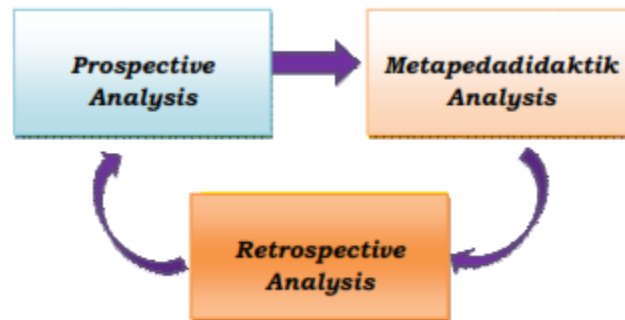 Prospective
Analysis
Metapedadidaktik
Analysis
Retrospective
Analysis